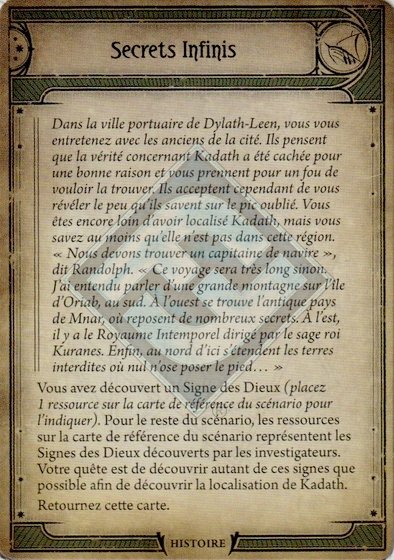 Secrets Infinis
Dans la ville portuaire de Dylath-Leen, vous vous
entretenez avec les anciens de la cité. Ils pensent
que la vérité concernant Kadath a été cachée pour
une bonne raison et vous prennent pour un fou de
vouloir la trouver. Ils acceptent cependant de vous
révéler le peu qu'ils savent sur le pic oublié. Vous
êtes encore loin d'avoir localisé Kadath, mais vous
savez au moins qu'elle n'est pas dans cette région.
« Nous devons trouver un capitaine de navire »,
dit Randolph. « Ce voyage sera très long sinon.
J'ai entendu parler d'une grande montagne sur l'île
d'Oriab, au sud. À l'ouest se trouve l'antique pays
de Mnar, où reposent de nombreux secrets. À l'est,
il y a le Royaume Intemporel dirigé par le sage roi
Kuranes. Enfin, au nord d'ici s'étendent les terres
interdites où nul n'ose poser le pied… »
Vous avez découvert un Signe des Dieux (placez
1 ressource sur la carte de référence du scénario pour
l'indiquer). Pour le reste du scénario, les ressources
sur la carte de référence du scénario représentent les
Signes des Dieux découverts par les investigateurs.
Votre quête est de découvrir autant de ces signes que
possible afin de découvrir la localisation de Kadath.
Retournez cette carte.
HISTOIRE